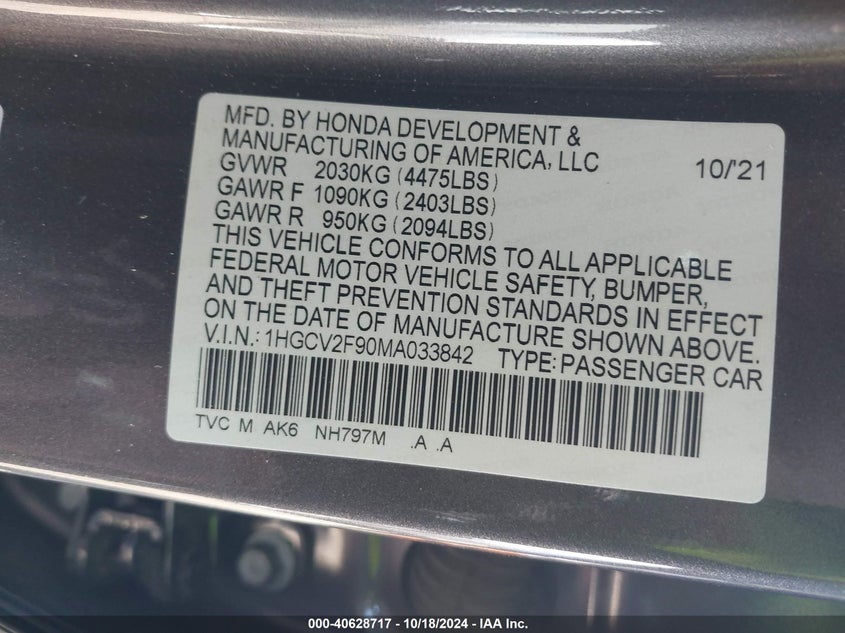 MFD. BY HONDA DEVELOPMENT &
MANUFACTURING OF AMERICA, LLC 10/'21
GVWR 2030KG (4475LBS)
GAWR F 1090KG (2403LBS)
GAWR R 950KG (2094LBS)
THIS VEHICLE CONFORMS TO ALL APPLICABLE
FEDERAL MOTOR VEHICLE SAFETY, BUMPER,
AND THEFT PREVENTION STANDARDS IN EFFECT
ON THE DATE OF MANUFACTURE SHOWN ABOVE.
V.I.N.: 1HGCV2F90MA033842 TYPE: PASSENGER CAR
TVC M AK6 NH797M .A .A
000-40628717 - 10/18/2024 - IAA Inc.